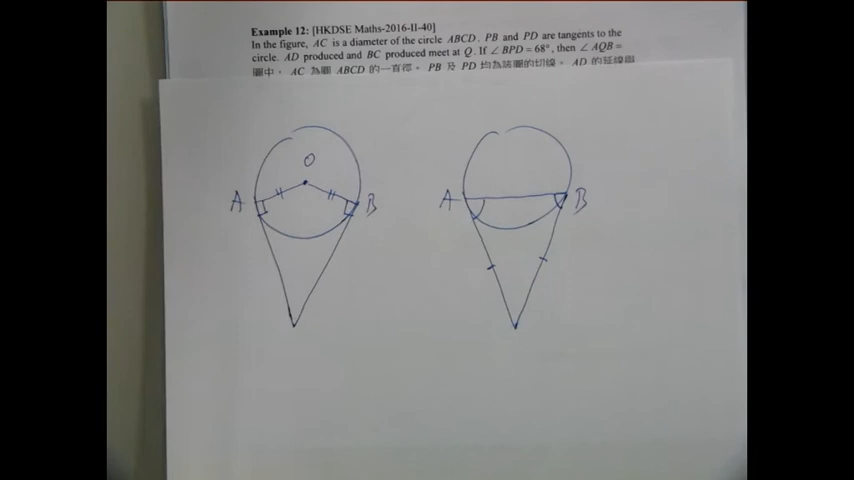 Example 12: [HKDSE Maths-2016-II-40]
In the figure, AC is a diameter of the circle ABCD. PB and PD are tangents to the
circle. AD produced and BC produced meet at Q. If ∠BPD = 68°, then ∠AQB =
圖中，AC 為圓 ABCD 的一直徑。PB 及 PD 均為該圓的切線。AD 的延線與
O
A B A B